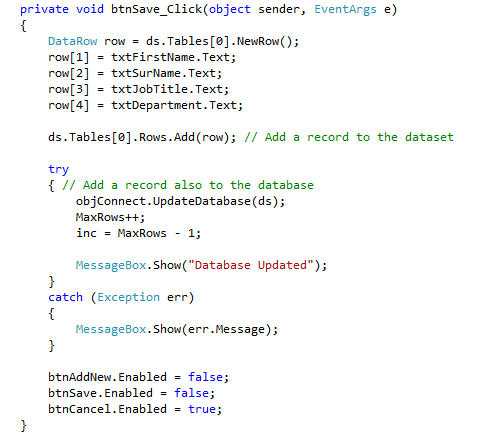 private void btnSave_Click(object sender, EventArgs e)
{
    DataRow row = ds.Tables[0].NewRow();
    row[1] = txtFirstName.Text;
    row[2] = txtSurName.Text;
    row[3] = txtJobTitle.Text;
    row[4] = txtDepartment.Text;

    ds.Tables[0].Rows.Add(row); // Add a record to the dataset

    try
    { // Add a record also to the database
        objConnect.UpdateDatabase(ds);
        MaxRows++;
        inc = MaxRows - 1;

        MessageBox.Show("Database Updated");
    }
    catch (Exception err)
    {
        MessageBox.Show(err.Message);
    }

    btnAddNew.Enabled = false;
    btnSave.Enabled = false;
    btnCancel.Enabled = true;
}